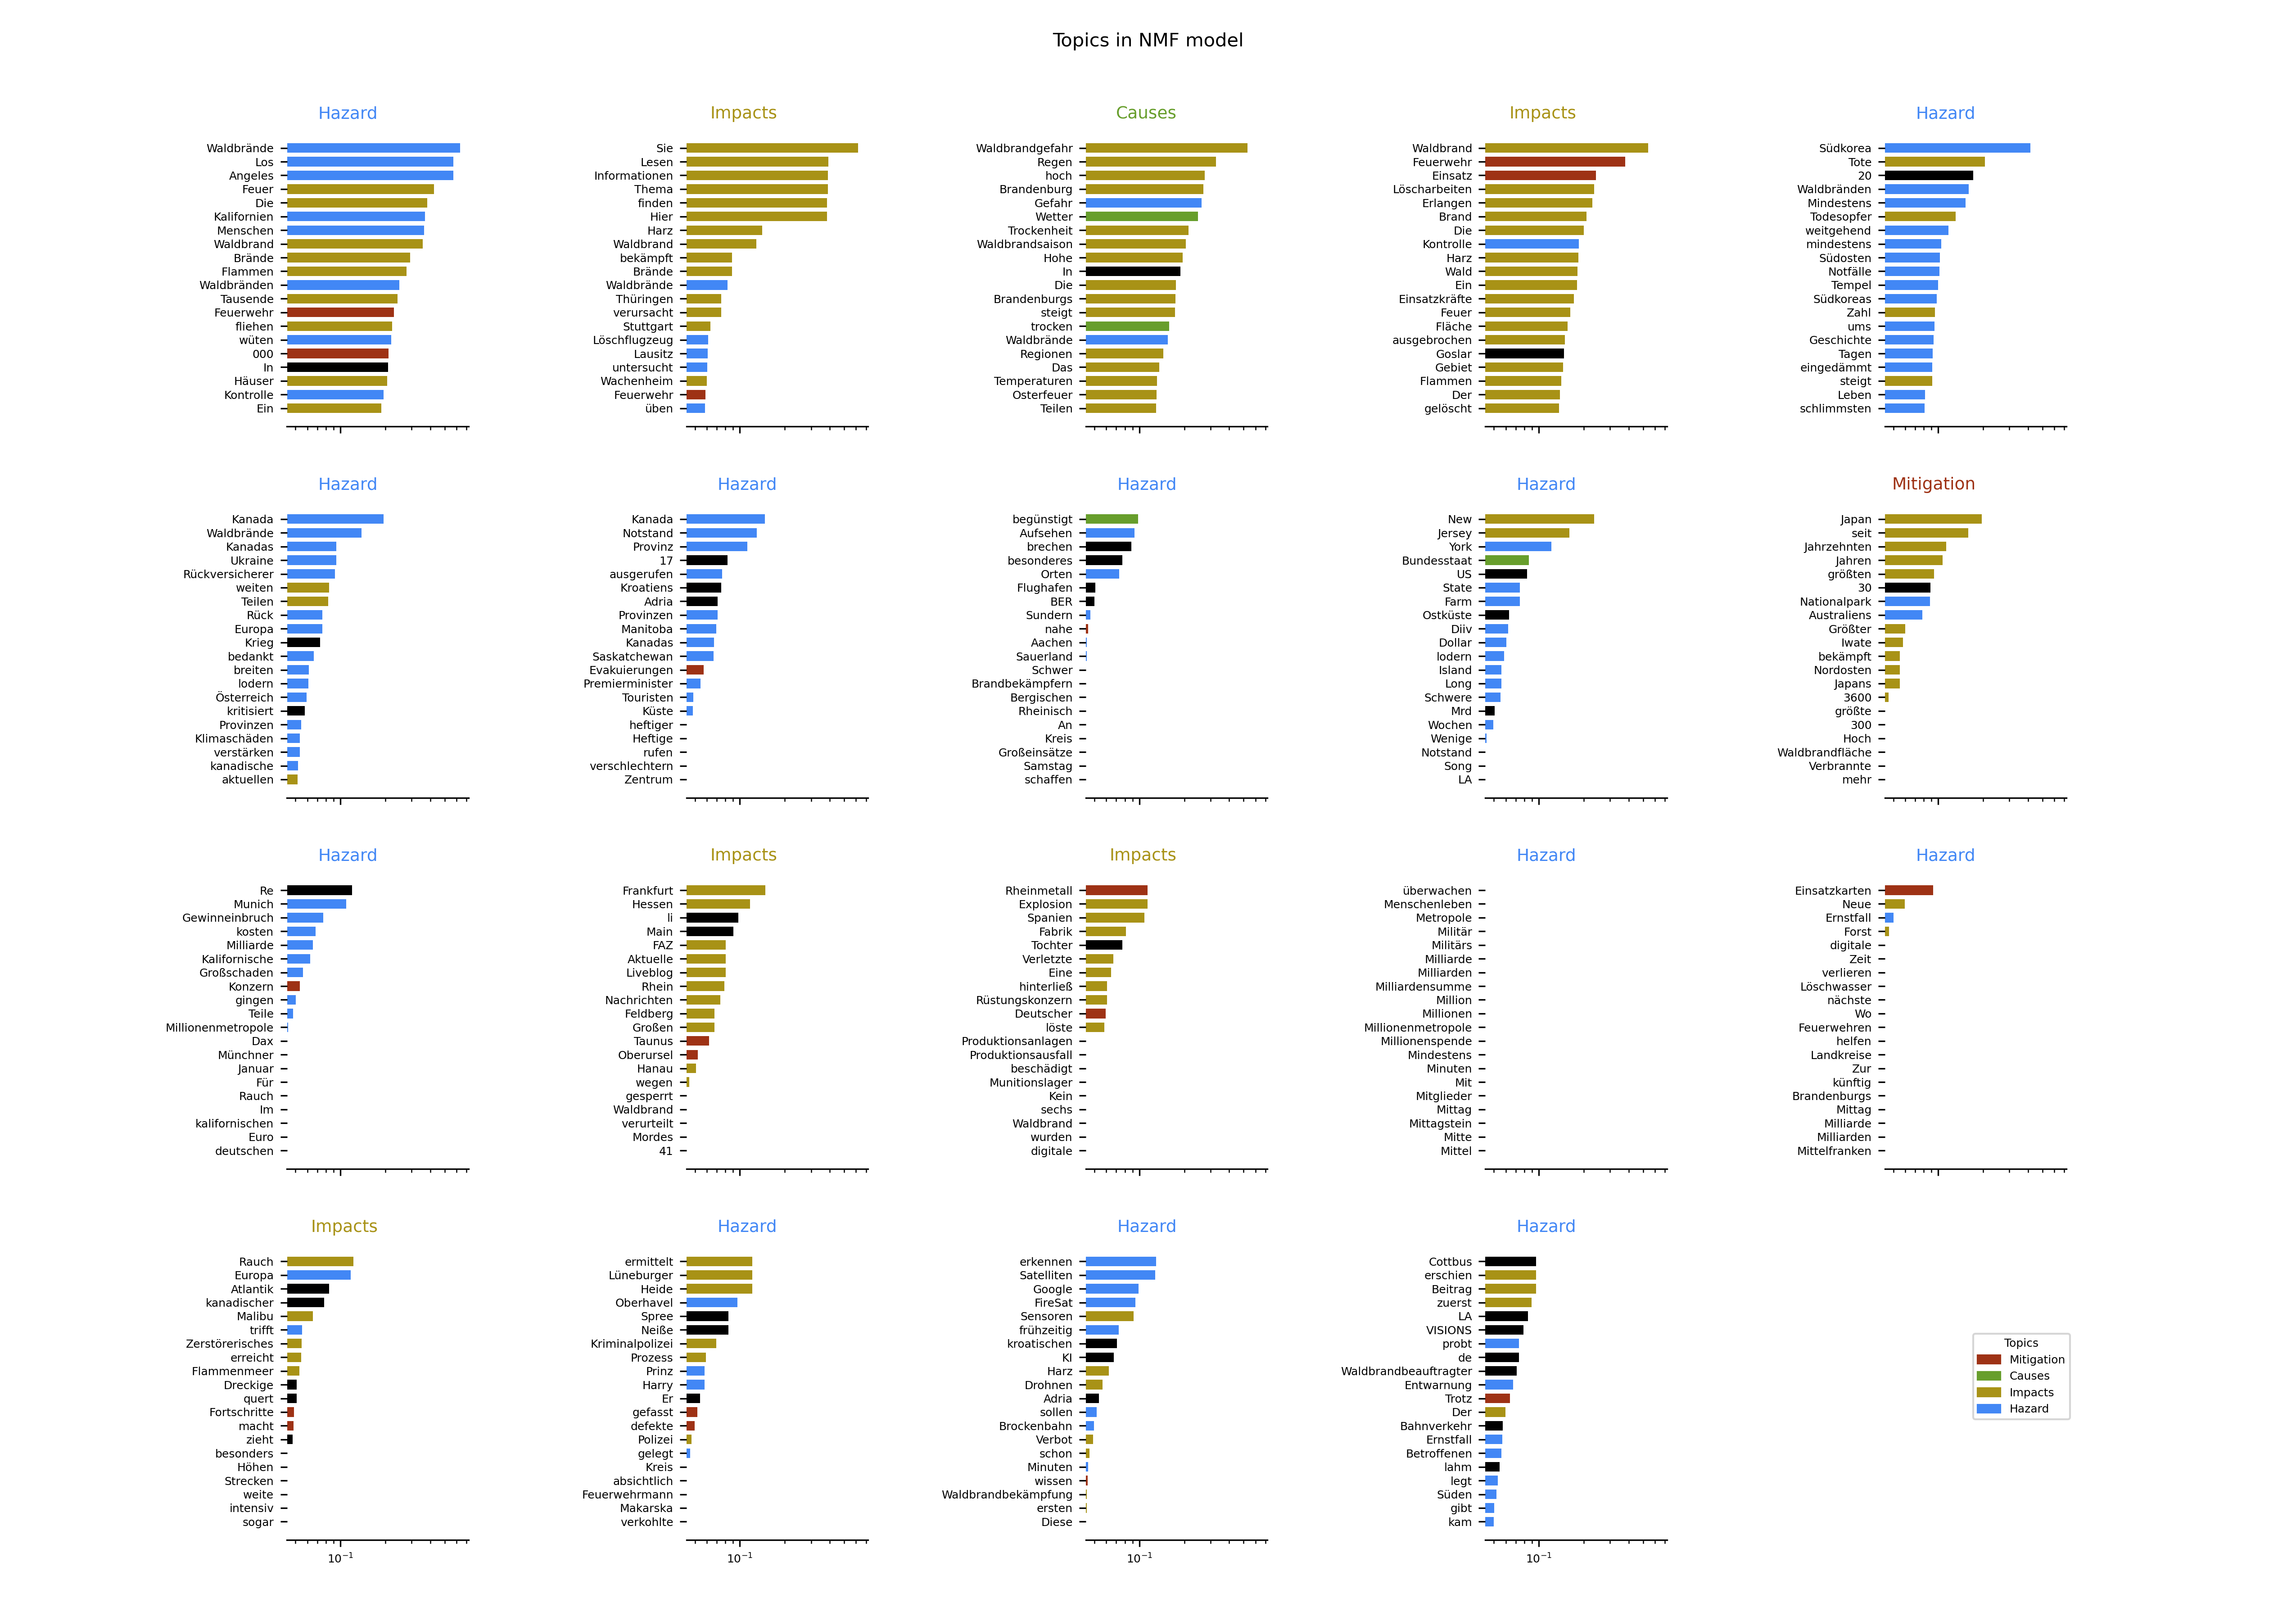 Topics in NMF model
Hazard
Waldbrände
Los
Angeles
Feuer
Die
Kalifornien
Menschen
Waldbrand
Brände
Flammen
Waldbränden
Tausende
Feuerwehr
fliehen
wüten
000
In
Häuser
Kontrolle
Ein
Impacts
Sie
Lesen
Informationen
Thema
finden
Hier
Harz
Waldbrand
bekämpft
Brände
Waldbrände
Thüringen
verursacht
Stuttgart
Löschflugzeug
Lausitz
untersucht
Wachenheim
Feuerwehr
üben
Causes
Waldbrandgefahr
Regen
hoch
Brandenburg
Gefahr
Wetter
Trockenheit
Waldbrandsaison
Hohe
In
Die
Brandenburgs
steigt
trocken
Waldbrände
Regionen
Das
Temperaturen
Osterfeuer
Teilen
Impacts
Waldbrand
Feuerwehr
Einsatz
Löscharbeiten
Erlangen
Brand
Die
Kontrolle
Harz
Wald
Ein
Einsatzkräfte
Feuer
Fläche
ausgebrochen
Goslar
Gebiet
Flammen
Der
gelöscht
Hazard
Südkorea
Tote
20
Waldbränden
Mindestens
Todesopfer
weitgehend
mindestens
Südosten
Notfälle
Tempel
Südkoreas
Zahl
ums
Geschichte
Tagen
eingedämmt
steigt
Leben
schlimmsten
Hazard
Kanada
Waldbrände
Kanadas
Ukraine
Rückversicherer
weiten
Teilen
Rück
Europa
Krieg
bedankt
breiten
lodern
Österreich
kritisiert
Provinzen
Klimaschäden
verstärken
kanadische
aktuellen
Hazard
Kanada
Notstand
Provinz
17
ausgerufen
Kroatiens
Adria
Provinzen
Manitoba
Kanadas
Saskatchewan
Evakuierungen
Premierminister
Touristen
Küste
heftiger
Heftige
rufen
verschlechtern
Zentrum
Hazard
begünstigt
Aufsehen
brechen
besonderes
Orten
Flughafen
BER
Sundern
nahe
Aachen
Sauerland
Schwer
Brandbekämpfern
Bergischen
Rheinisch
An
Kreis
Großeinsätze
Samstag
schaffen
Hazard
New
Jersey
York
Bundesstaat
US
State
Farm
Ostküste
Diiv
Dollar
lodern
Island
Long
Schwere
Mrd
Wochen
Wenige
Notstand
Song
LA
Mitigation
Japan
seit
Jahrzehnten
Jahren
größten
30
Nationalpark
Australiens
Größter
Iwate
bekämpft
Nordosten
Japans
3600
größte
300
Hoch
Waldbrandfläche
Verbrannte
mehr
Hazard
Re
Munich
Gewinneinbruch
kosten
Milliarde
Kalifornische
Großschaden
Konzern
gingen
Teile
Millionenmetropole
Dax
Münchner
Januar
Für
Rauch
Im
kalifornischen
Euro
deutschen
Impacts
Frankfurt
Hessen
li
Main
FAZ
Aktuelle
Liveblog
Rhein
Nachrichten
Feldberg
Großen
Taunus
Oberursel
Hanau
wegen
gesperrt
Waldbrand
verurteilt
Mordes
41
Impacts
Rheinmetall
Explosion
Spanien
Fabrik
Tochter
Verletzte
Eine
hinterließ
Rüstungskonzern
Deutscher
löste
Produktionsanlagen
Produktionsausfall
beschädigt
Munitionslager
Kein
sechs
Waldbrand
wurden
digitale
Hazard
überwachen
Menschenleben
Metropole
Militär
Militärs
Milliarde
Milliarden
Milliardensumme
Million
Millionen
Millionenmetropole
Millionenspende
Mindestens
Minuten
Mit
Mitglieder
Mittag
Mittagstein
Mitte
Mittel
Hazard
Einsatzkarten
Neue
Ernstfall
Forst
digitale
Zeit
verlieren
Löschwasser
nächste
Wo
Feuerwehren
helfen
Landkreise
Zur
künftig
Brandenburgs
Mittag
Milliarde
Milliarden
Mittelfranken
Impacts
Rauch
Europa
Atlantik
kanadischer
Malibu
trifft
Zerstörerisches
erreicht
Flammenmeer
Dreckige
quert
Fortschritte
macht
zieht
besonders
Höhen
Strecken
weite
intensiv
sogar
10⁻¹
Hazard
ermittelt
Lüneburger
Heide
Oberhavel
Spree
Neiße
Kriminalpolizei
Prozess
Prinz
Harry
Er
gefasst
defekte
Polizei
gelegt
Kreis
absichtlich
Feuerwehrmann
Makarska
verkohlte
10⁻¹
Hazard
erkennen
Satelliten
Google
FireSat
Sensoren
frühzeitig
kroatischen
KI
Harz
Drohnen
Adria
sollen
Brockenbahn
Verbot
schon
Minuten
wissen
Waldbrandbekämpfung
ersten
Diese
10⁻¹
Hazard
Cottbus
erschien
Beitrag
zuerst
LA
VISIONS
probt
de
Waldbrandbeauftragter
Entwarnung
Trotz
Der
Bahnverkehr
Ernstfall
Betroffenen
lahm
legt
Süden
gibt
kam
10⁻¹
Topics
Mitigation
Causes
Impacts
Hazard